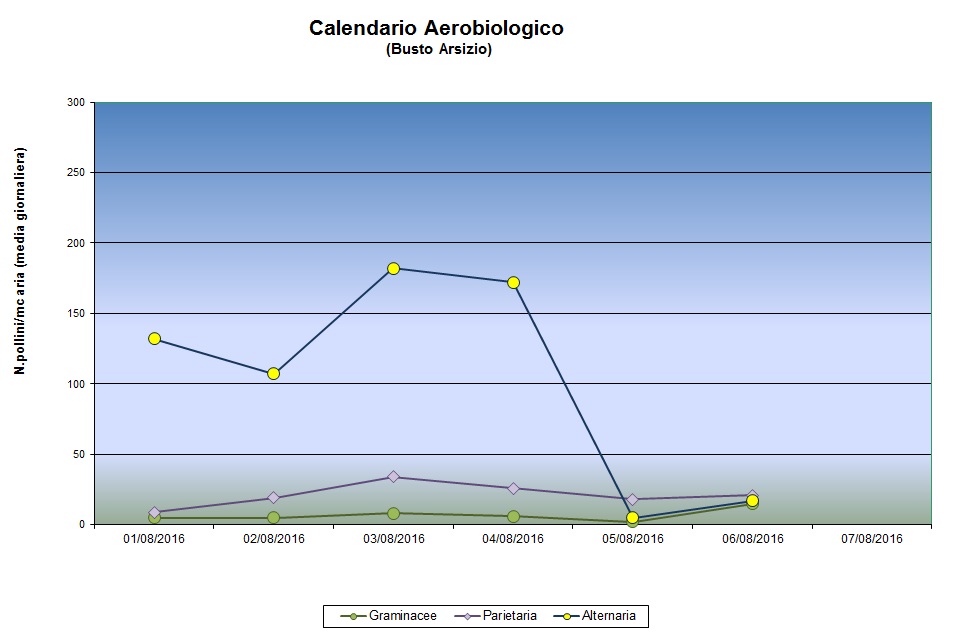 Calendario Aerobiologico
(Busto Arsizio)
N.pollini/mc aria (media giornaliera)
300
250
200
150
100
50
0
01/08/2016 02/08/2016 03/08/2016 04/08/2016 05/08/2016 06/08/2016 07/08/2016
Graminacee Parietaria Alternaria